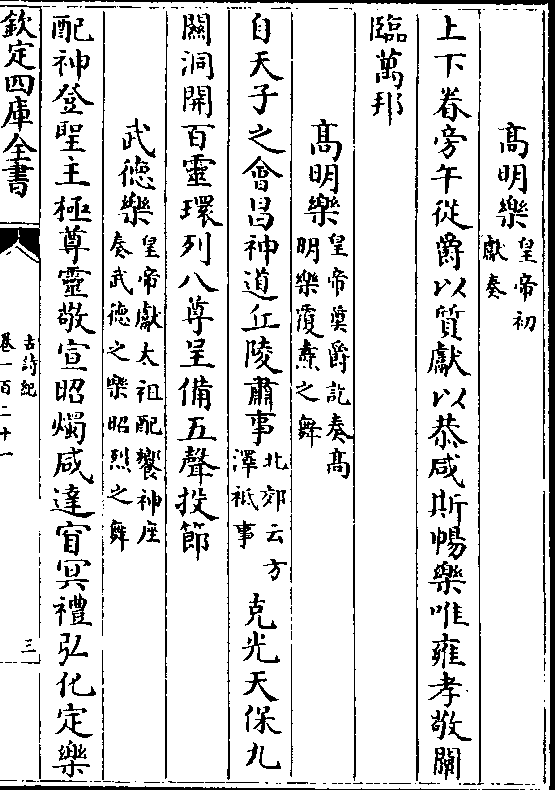 高明樂皇帝初
獻奏
上下眷旁午從爵以質獻以恭咸斯暢樂唯雍孝敬闡
臨萬邦
高明樂皇帝奠爵訖奏髙
明樂覆燾之舞
自天子之會昌神道丘陵肅事北郊云方
澤祗事
克光天保九
關洞開百靈環列八尊呈備五聲投節
武德樂皇帝獻太祖配饗神座
奏武德之樂昭烈之舞
配神登聖主極尊靈敬宣昭燭咸達窅冥禮弘化定樂
欽定四庫全書
古詩紀
卷一百二十一
三